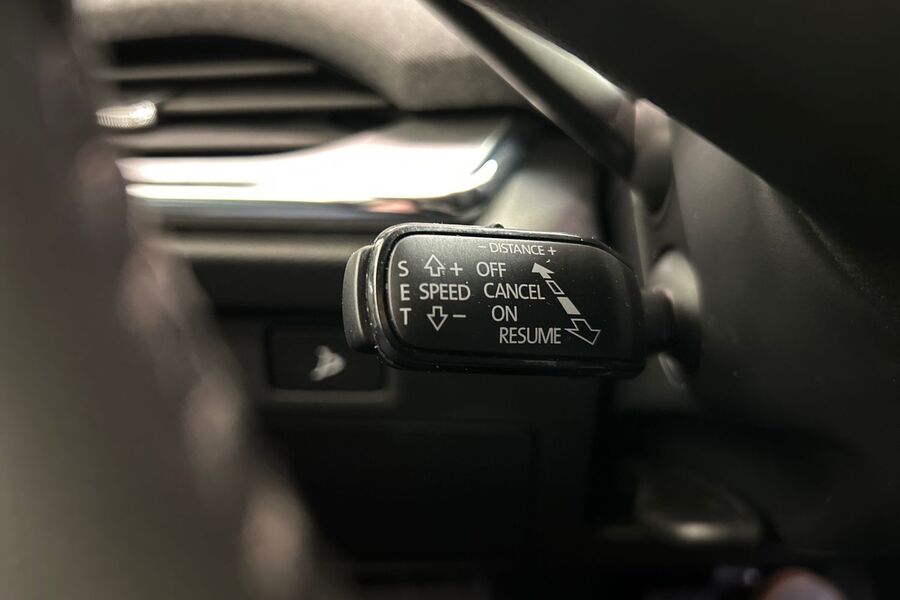 - DISTANCE +
S + OFF
E SPEED CANCEL
T - ON
RESUME